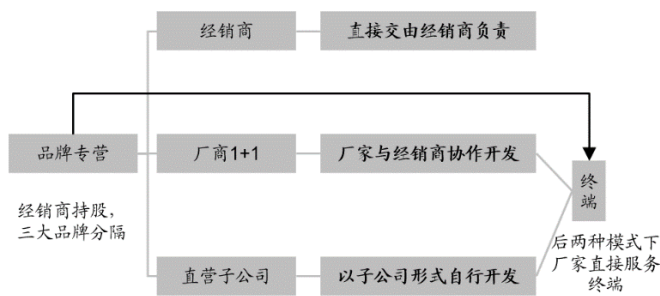 经销商
直接交由经销商负责
品牌专营
厂商1+1
厂家与经销商协作开发
终
端
经销商持股，
三大品牌分隔
后两种模式下
厂家直接服务
终端
直营子公司
以子公司形式自行开发